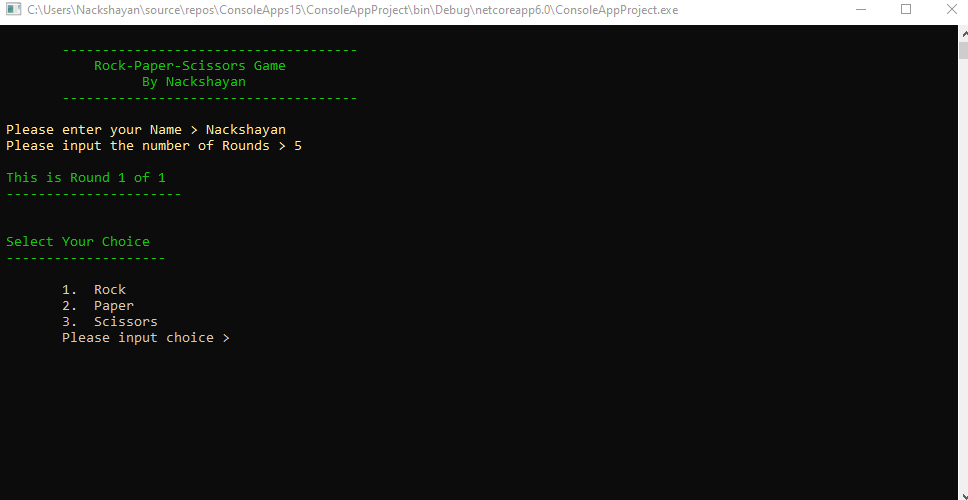 C:\Users\Nackshayan\source\repos\ConsoleApps15\ConsoleAppProject\bin\Debug\netcoreapp6.0\ConsoleAppProject.exe
-------------------------------------
Rock-Paper-Scissors Game
By Nackshayan
-------------------------------------
Please enter your Name > Nackshayan
Please input the number of Rounds > 5
This is Round 1 of 1
----------------------
Select Your Choice
--------------------
1. Rock
2. Paper
3. Scissors
Please input choice >